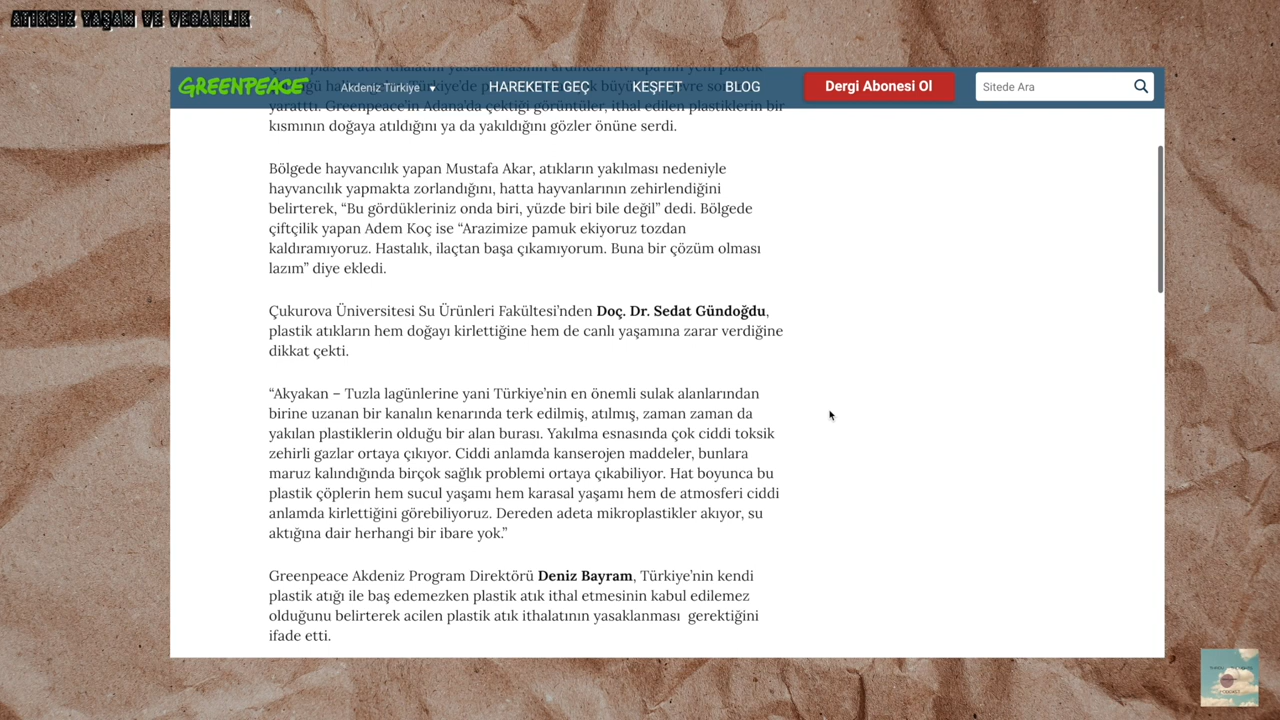 ATIKSIZ YAŞAM VE VEGANLIK
GREENPEACE
Akdeniz Türkiye
HAREKETE GEÇ
KEŞFET
BLOG
Dergi Abonesi Ol
Sitede Ara
yarattı. Greenpeace'in Adana'da çektiği görüntüler, ithal edilen plastiklerin bir
kısmının doğaya atıldığını ya da yakıldığını gözler önüne serdi.
Bölgede hayvancılık yapan Mustafa Akar, atıkların yakılması nedeniyle
hayvancılık yapmakta zorlandığını, hatta hayvanlarının zehirlendiğini
belirterek, “Bu gördükleriniz onda biri, yüzde biri bile değil” dedi. Bölgede
çiftçilik yapan Adem Koç ise “Arazimize pamuk ekiyoruz tozdan
kaldıramıyoruz. Hastalık, ilaçtan başa çıkamıyorum. Buna bir çözüm olması
lazım” diye ekledi.
Çukurova Üniversitesi Su Ürünleri Fakültesi’nden Doç. Dr. Sedat Gündoğdu,
plastik atıkların hem doğayı kirlettiğine hem de canlı yaşamına zarar verdiğine
dikkat çekti.
“Akyakan – Tuzla lagünlerine yani Türkiye’nin en önemli sulak alanlarından
birine uzanan bir kanalın kenarında terk edilmiş, atılmış, zaman zaman da
yakılan plastiklerin olduğu bir alan burası. Yakılma esnasında çok ciddi toksik
zehirli gazlar ortaya çıkıyor. Ciddi anlamda kanserojen maddeler, bunlara
maruz kalındığında birçok sağlık problemi ortaya çıkabiliyor. Hat boyunca bu
plastik çöplerin hem sucul yaşamı hem karasal yaşamı hem de atmosferi ciddi
anlamda kirlettiğini görebiliyoruz. Dereden adeta mikroplastikler akıyor, su
aktığına dair herhangi bir ibare yok.”
Greenpeace Akdeniz Program Direktörü Deniz Bayram, Türkiye’nin kendi
plastik atığı ile baş edemezken plastik atık ithal etmesinin kabul edilemez
olduğunu belirterek acilen plastik atık ithalatının yasaklanması gerektiğini
ifade etti.